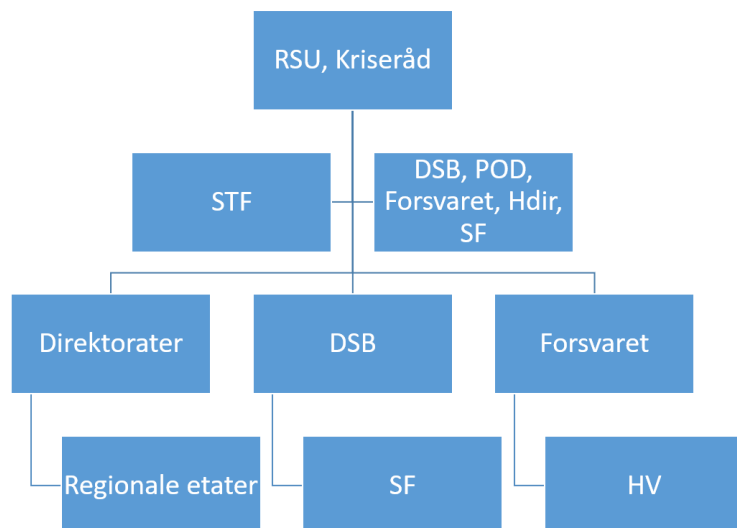 RSU, Kriseråd
STF
DSB, POD,
Forsvaret, Hdir,
SF
Direktorater
DSB
Forsvaret
Regionale etater
SF
HV